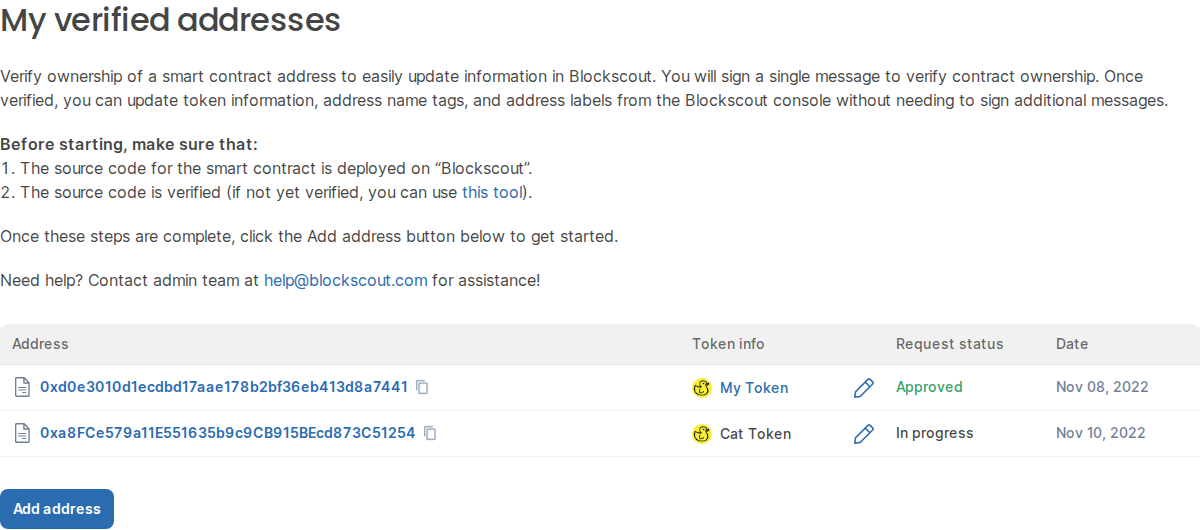 My verified addresses
Verify ownership of a smart contract address to easily update information in Blockscout. You will sign a single message to verify contract ownership. Once
verified, you can update token information, address name tags, and address labels from the Blockscout console without needing to sign additional messages.
Before starting, make sure that:
1. The source code for the smart contract is deployed on “Blockscout”.
2. The source code is verified (if not yet verified, you can use this tool).
Once these steps are complete, click the Add address button below to get started.
Need help? Contact admin team at help@blockscout.com for assistance!
Address Token info Request status Date
0xd0e3010d1ecdbd17aae178b2bf36eb413d8a7441 My Token Approved Nov 08, 2022
0xa8FCe579a11E551635b9c9CB915BEcd873C51254 Cat Token In progress Nov 10, 2022
Add address